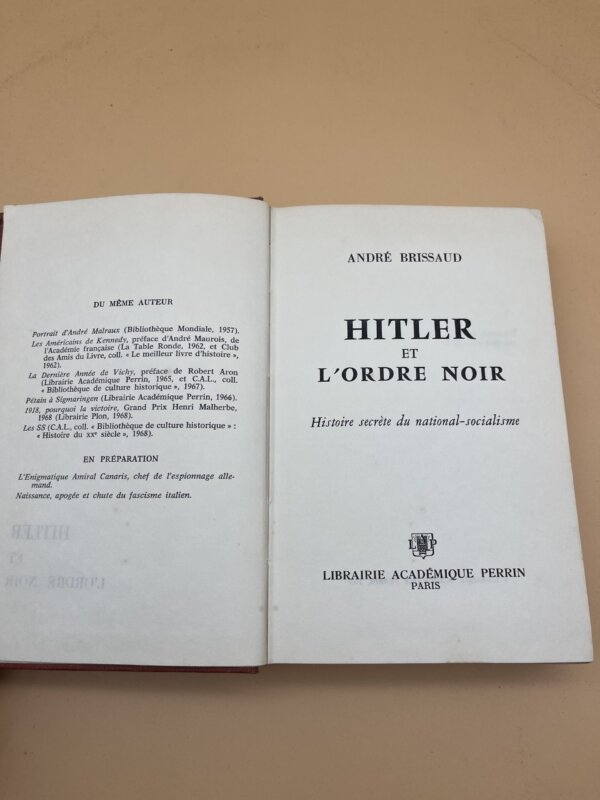 DU MÊME AUTEUR
Portrait d'André Malraux (Bibliothèque Mondiale, 1957).
Les Américains de Kennedy, préface d'André Maurois, de
l'Académie française (La Table Ronde, 1962, et Club
des Amis du Livre, coll. « Le meilleur livre d'histoire »,
1962).
La Dernière Année de Vichy, préface de Robert Aron
(Librairie Académique Perrin, 1965, et C.A.L., coll.
« Bibliothèque de culture historique », 1967).
Pétain à Sigmaringen (Librairie Académique Perrin, 1966).
1918, pourquoi la victoire, Grand Prix Henri Malherbe,
1968 (Librairie Plon, 1968).
Les SS (C.A.L., coll. « Bibliothèque de culture historique » :
« Histoire du XXe siècle », 1968).
EN PRÉPARATION
L'Enigmatique Amiral Canaris, chef de l'espionnage alle-
mand.
Naissance, apogée et chute du fascisme italien.
HITLER
ET
L'ORDRE NOIR
ANDRÉ BRISSAUD
HITLER
ET
L'ORDRE NOIR
Histoire secrète du national-socialisme
L P
LIBRAIRIE ACADÉMIQUE PERRIN
PARIS